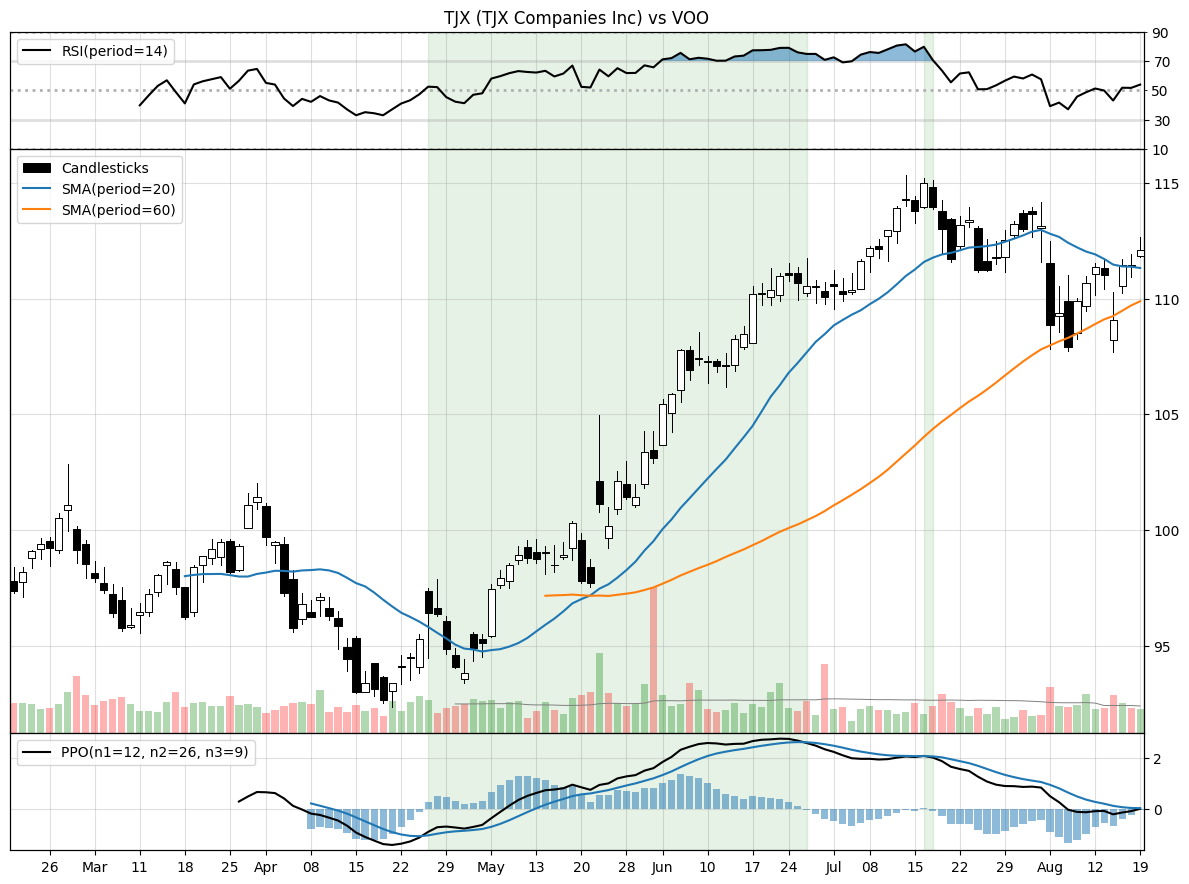 TJX (TJX Companies Inc) vs VOO
RSI(period=14)
90
70
50
30
10
Candlesticks
SMA(period=20)
SMA(period=60)
115
110
105
100
95
PPO(n1=12, n2=26, n3=9)
2
0
26 Mar 11 18 25 Apr 08 15 22 29 May 13 20 28 Jun 10 17 24 Jul 08 15 22 29 Aug 12 19